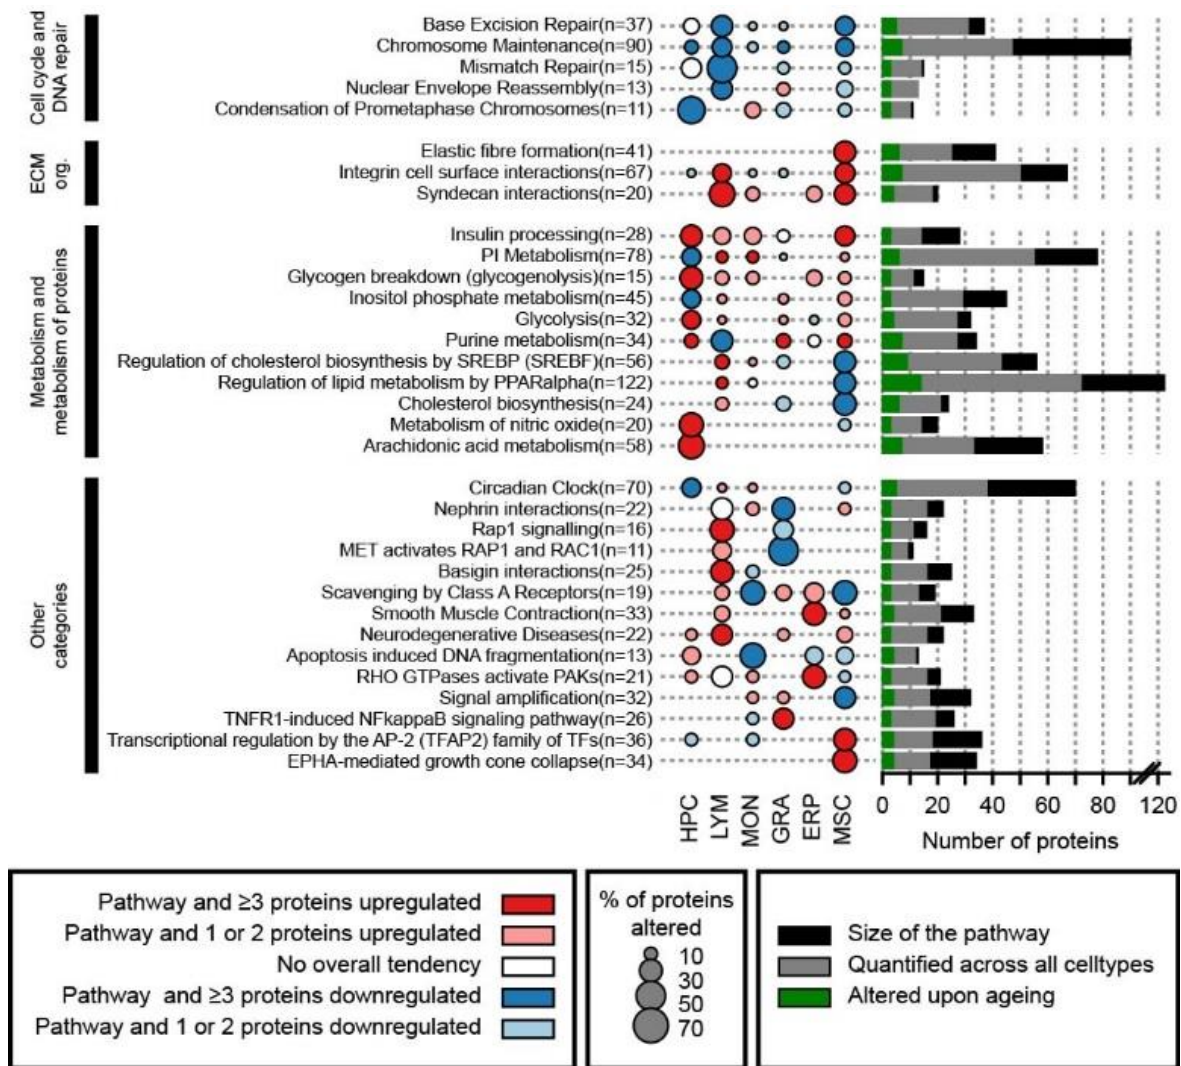 Cell cycle and
DNA repair
Base Excision Repair(n=37)
Chromosome Maintenance(n=90)
Mismatch Repair(n=15)
Nuclear Envelope Reassembly(n=13)
Condensation of Prometaphase Chromosomes(n=11)
ECM
org.
Elastic fibre formation(n=41)
Integrin cell surface interactions(n=67)
Syndecan interactions(n=20)
Metabolism and
metabolism of proteins
Insulin processing(n=28)
PI Metabolism(n=78)
Glycogen breakdown (glycogenolysis)(n=15)
Inositol phosphate metabolism(n=45)
Glycolysis(n=32)
Purine metabolism(n=34)
Regulation of cholesterol biosynthesis by SREBP (SREBF)(n=56)
Regulation of lipid metabolism by PPARalpha(n=122)
Cholesterol biosynthesis(n=24)
Metabolism of nitric oxide(n=20)
Arachidonic acid metabolism(n=58)
Other
categories
Circadian Clock(n=70)
Nephrin interactions(n=22)
Rap1 signalling(n=16)
MET activates RAP1 and RAC1(n=11)
Basigin interactions(n=25)
Scavenging by Class A Receptors(n=19)
Smooth Muscle Contraction(n=33)
Neurodegenerative Diseases(n=22)
Apoptosis induced DNA fragmentation(n=13)
RHO GTPases activate PAKs(n=21)
Signal amplification(n=32)
TNFR1-induced NFkappaB signaling pathway(n=26)
Transcriptional regulation by the AP-2 (TFAP2) family of TFs(n=36)
EPHA-mediated growth cone collapse(n=34)
HPC
LYM
MON
GRA
ERP
MSC
0 20 40 60 80 100 120
Number of proteins
Pathway and ≥3 proteins upregulated
Pathway and 1 or 2 proteins upregulated
No overall tendency
Pathway and ≥3 proteins downregulated
Pathway and 1 or 2 proteins downregulated
% of proteins
altered
10
30
50
70
Size of the pathway
Quantified across all celltypes
Altered upon ageing